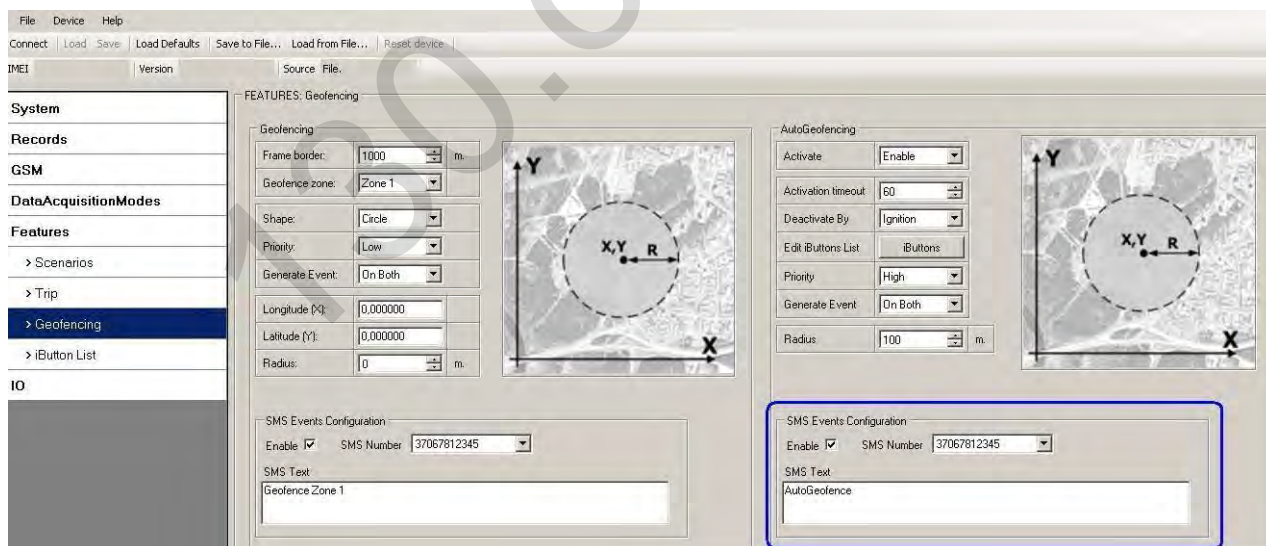 File Device Help
Connect Load Save Load Defaults Save to File... Load from File... Reset device
IMEI Version Source File.
System
Records
GSM
DataAcquisitionModes
Features
> Scenarios
> Trip
> Geofencing
> iButton List
IO
FEATURES: Geofencing
Geofencing
Frame border: 1000 m.
Geofence zone: Zone 1
Shape: Circle
Priority: Low
Generate Event: On Both
Longitude (X): 0,000000
Latitude (Y): 0,000000
Radius: 0 m.
Y
X,Y R
X
SMS Events Configuration
Enable SMS Number 37067812345
SMS Text
Geofence Zone 1
AutoGeofencing
Activate Enable
Activation timeout 60
Deactivate By Ignition
Edit iButtons List iButtons
Priority High
Generate Event On Both
Radius 100 m.
Y
X,Y R
X
SMS Events Configuration
Enable SMS Number 37067812345
SMS Text
AutoGeofence